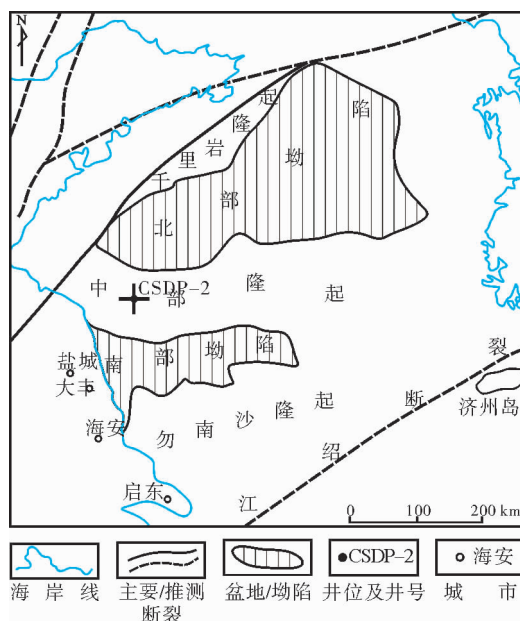 N
千里岩隆起
北部坳陷
中部隆起
CSDP-2
南部坳陷
盐城
大丰
海安
勿南沙隆起
启东
江绍断裂
济州岛
0 100 200 km
CSDP-2
海安
海岸线
主要/推测断裂
盆地/坳陷
井位及井号
城市